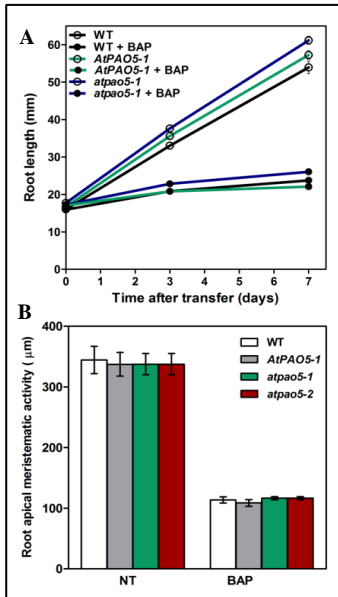 A
WT
WT + BAP
AtPAO5-1
AtPAO5-1 + BAP
atpao5-1
atpao5-1 + BAP
Root length (mm)
70
60
50
40
30
20
10
0
0 1 2 3 4 5 6 7
Time after transfer (days)
B
WT
AtPAO5-1
atpao5-1
atpao5-2
Root apical meristematic activity (µm)
400
300
200
100
0
NT BAP